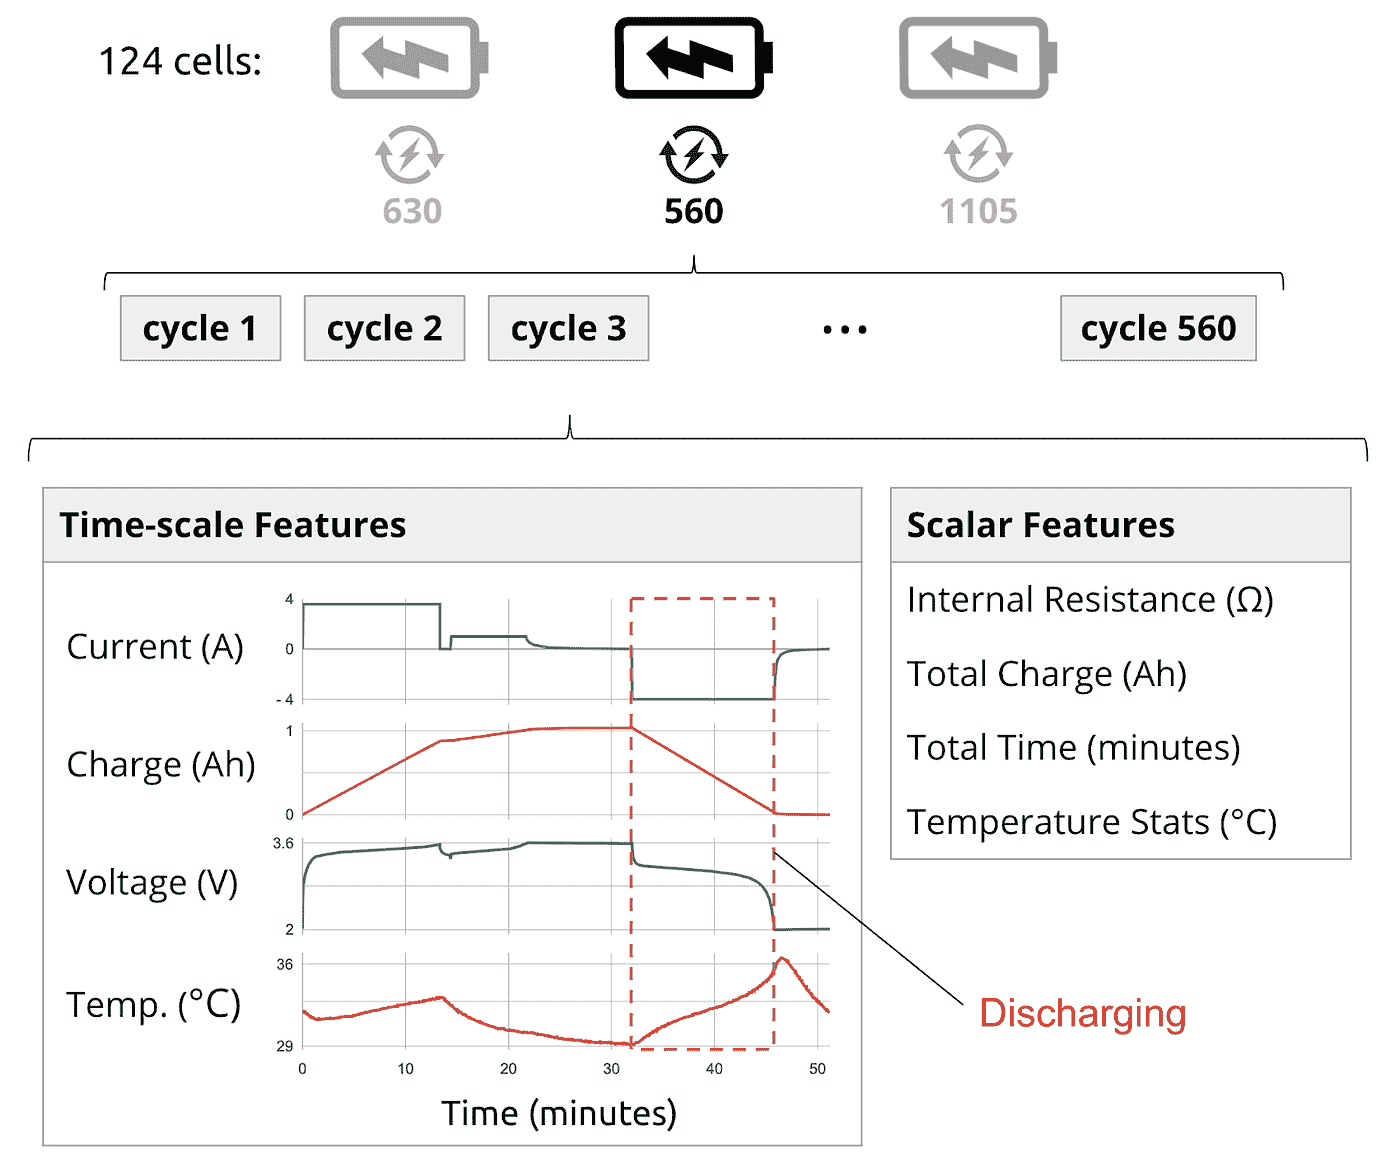 124 cells:
630
560
1105
cycle 1
cycle 2
cycle 3
...
cycle 560
Time-scale Features
Current (A)
4
0
- 4
Charge (Ah)
1
0
Voltage (V)
3.6
2
Temp. (°C)
36
29
0 10 20 30 40 50
Time (minutes)
Scalar Features
Internal Resistance (Ω)
Total Charge (Ah)
Total Time (minutes)
Temperature Stats (°C)
Discharging